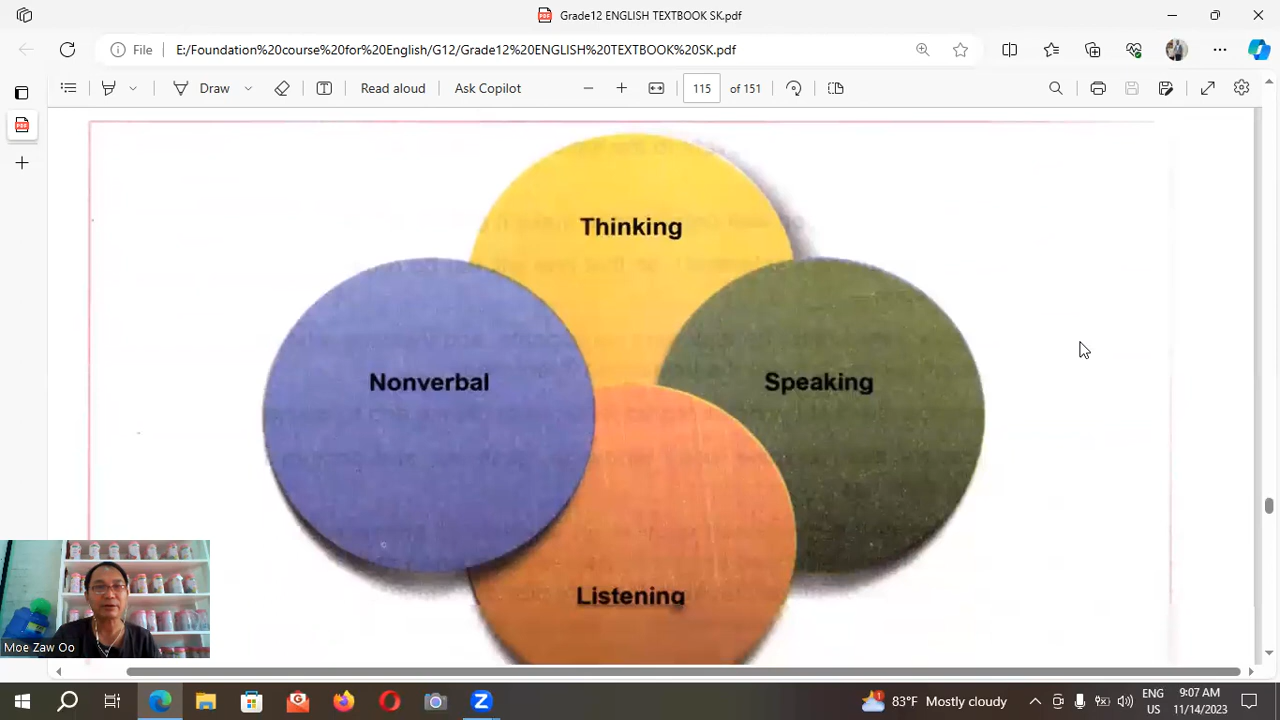 Grade12 ENGLISH TEXTBOOK SK.pdf
File E:/Foundation%20course%20for%20English/G12/Grade12%20ENGLISH%20TEXTBOOK%20SK.pdf
Draw Read aloud Ask Copilot 115 of 151
Thinking
Nonverbal
Speaking
Listening
Moe Zaw Oo
83°F Mostly cloudy
ENG
US
9:07 AM
11/14/2023